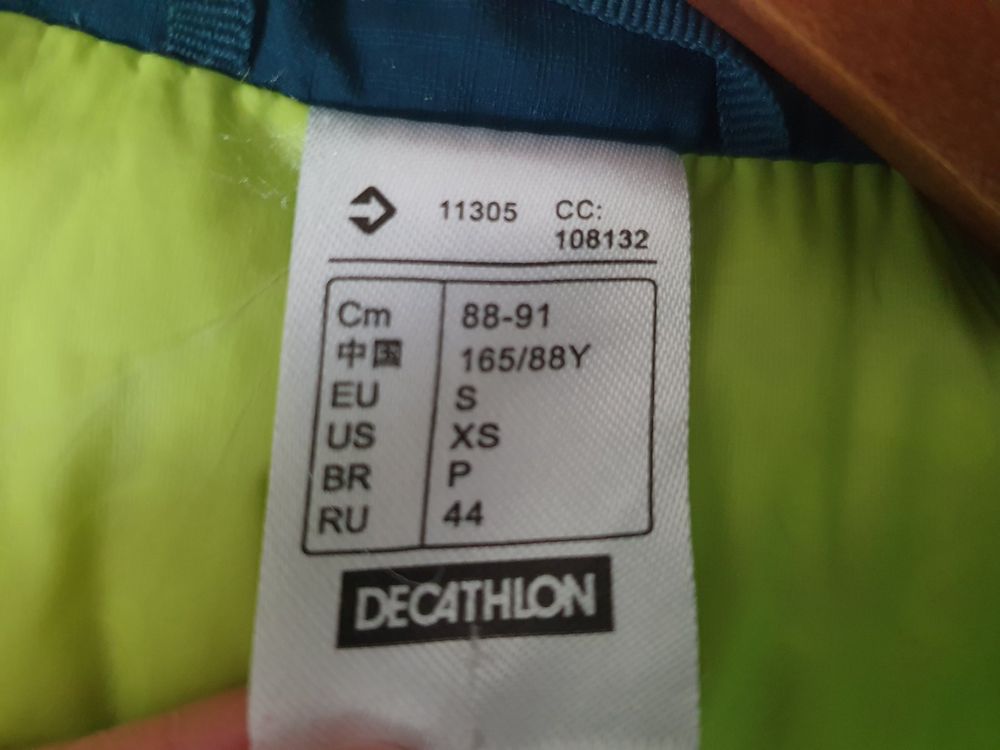 11305 CC:
108132
Cm 88-91
中国 165/88Y
EU S
US XS
BR P
RU 44
DECATHLON